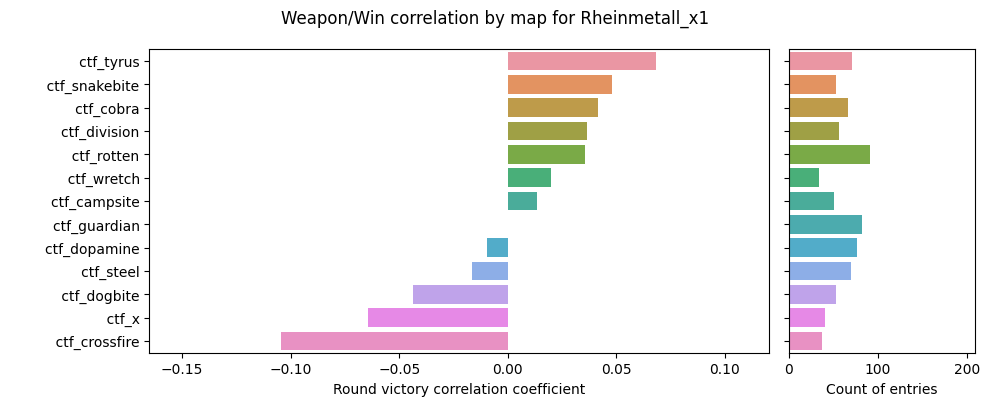 Weapon/Win correlation by map for Rheinmetall_x1
ctf_tyrus
ctf_snakebite
ctf_cobra
ctf_division
ctf_rotten
ctf_wretch
ctf_campsite
ctf_guardian
ctf_dopamine
ctf_steel
ctf_dogbite
ctf_x
ctf_crossfire
−0.15 −0.10 −0.05 0.00 0.05 0.10
Round victory correlation coefficient
0 100 200
Count of entries